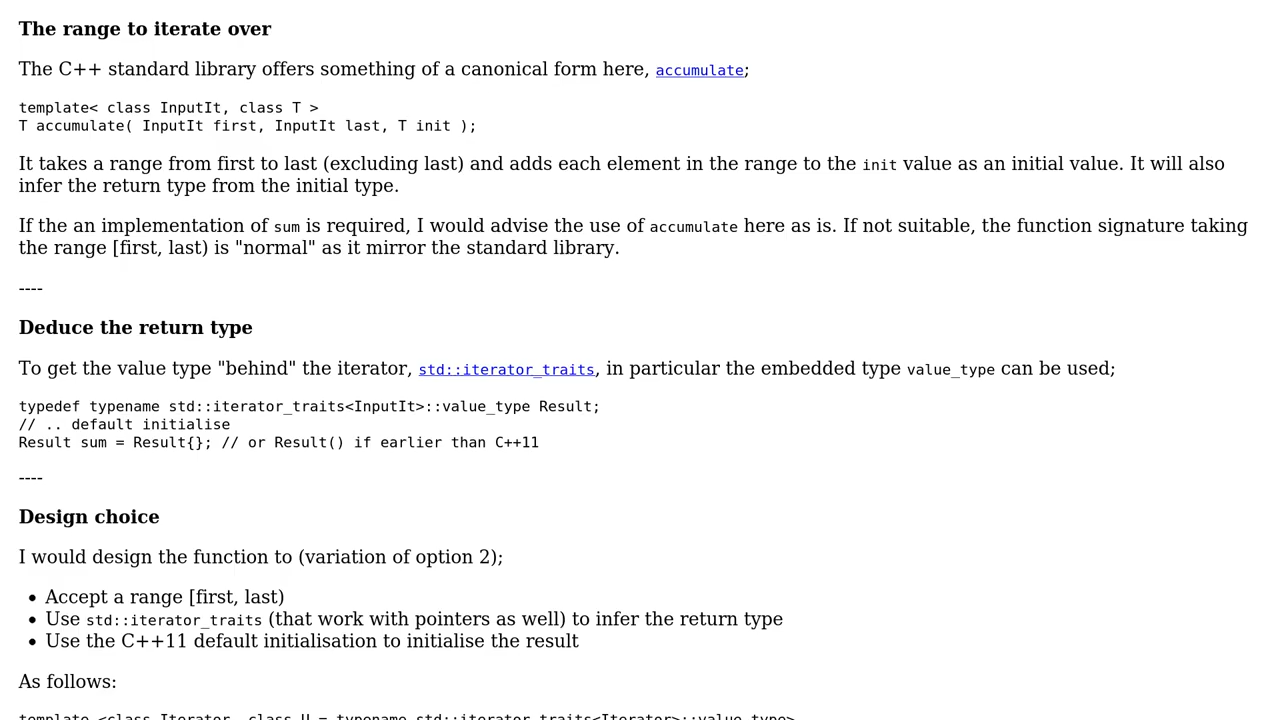 The range to iterate over
The C++ standard library offers something of a canonical form here, accumulate;
template< class InputIt, class T >
T accumulate( InputIt first, InputIt last, T init );
It takes a range from first to last (excluding last) and adds each element in the range to the init value as an initial value. It will also
infer the return type from the initial type.
If the an implementation of sum is required, I would advise the use of accumulate here as is. If not suitable, the function signature taking
the range [first, last) is "normal" as it mirror the standard library.
----
Deduce the return type
To get the value type "behind" the iterator, std::iterator_traits, in particular the embedded type value_type can be used;
typedef typename std::iterator_traits<InputIt>::value_type Result;
// .. default initialise
Result sum = Result{}; // or Result() if earlier than C++11
----
Design choice
I would design the function to (variation of option 2);
• Accept a range [first, last)
• Use std::iterator_traits (that work with pointers as well) to infer the return type
• Use the C++11 default initialisation to initialise the result
As follows:
template <class Iterator, class U = typename std::iterator_traits<Iterator>::value_type>